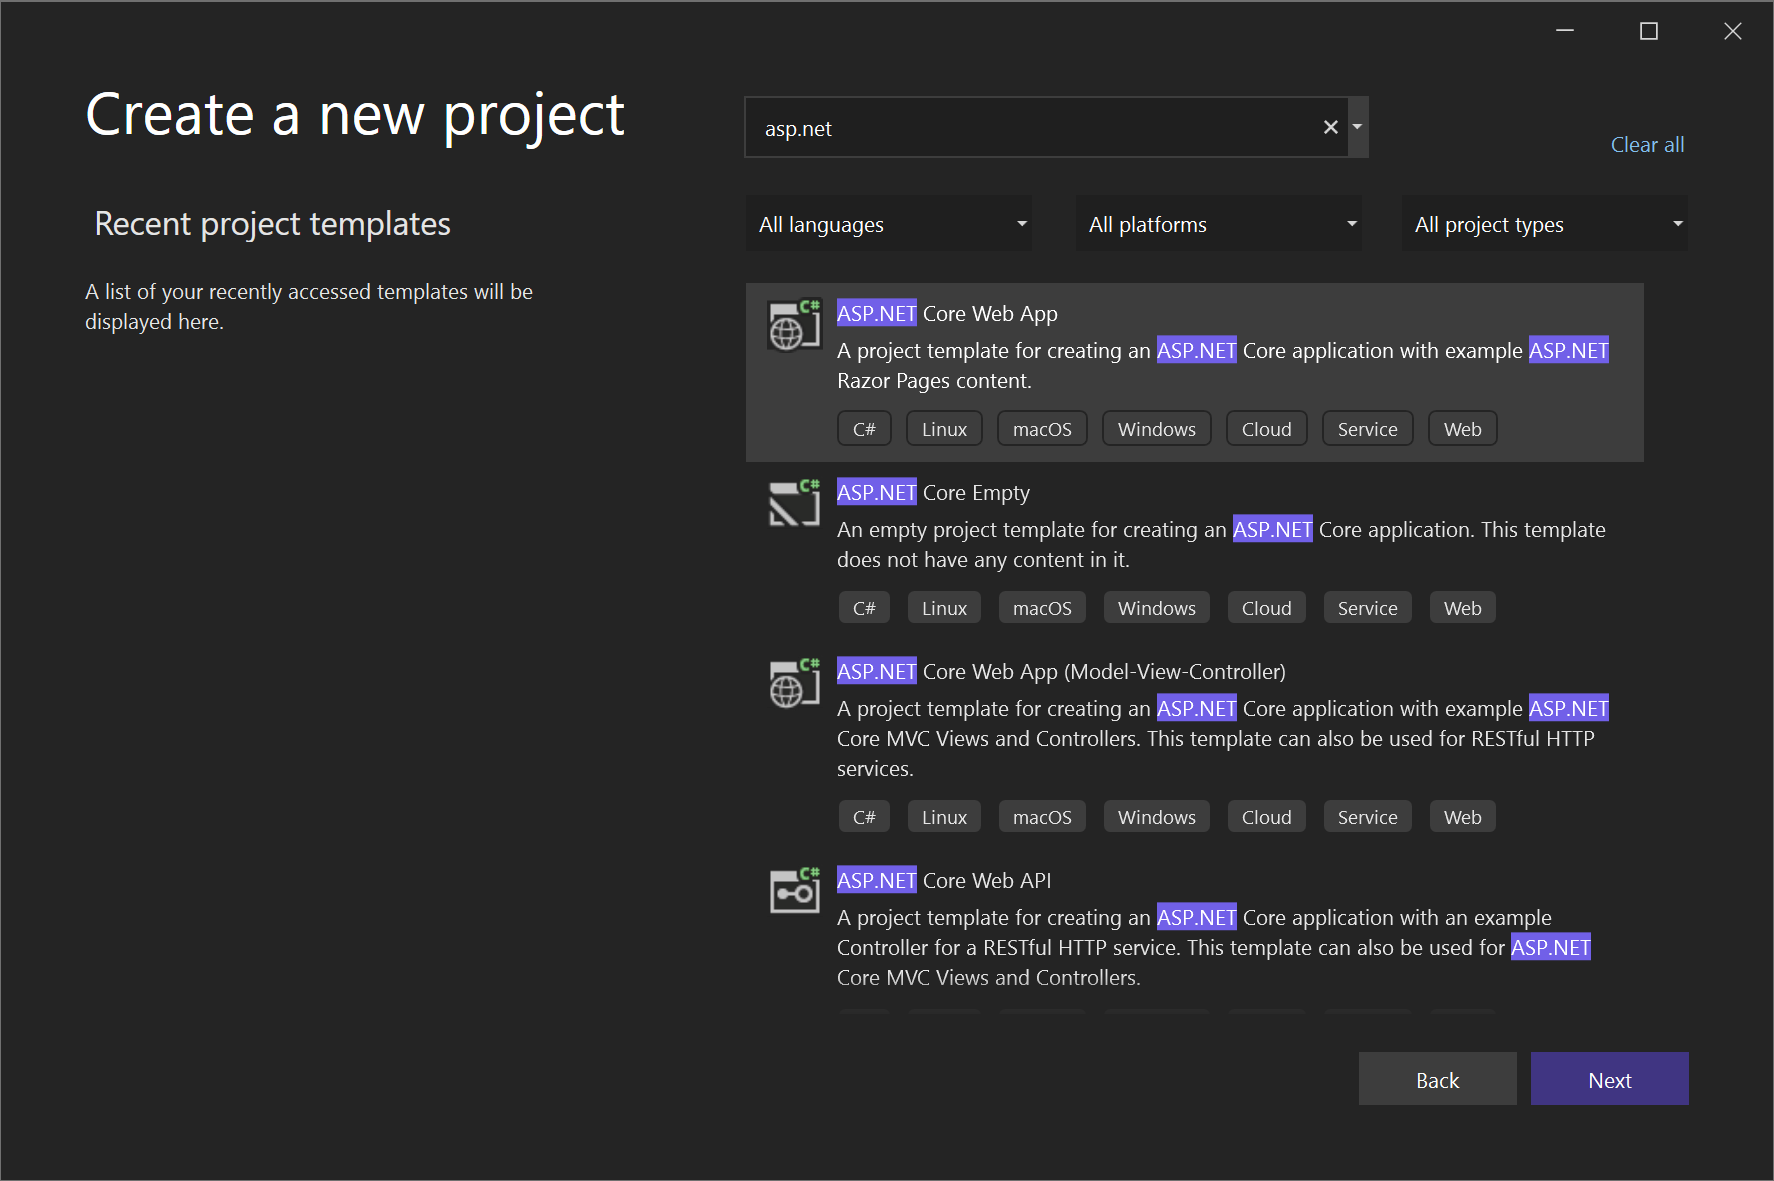 Create a new project
asp.net
Clear all
Recent project templates
All languages
All platforms
All project types
A list of your recently accessed templates will be
displayed here.
C#
ASP.NET Core Web App
A project template for creating an ASP.NET Core application with example ASP.NET
Razor Pages content.
C# Linux macOS Windows Cloud Service Web
C#
ASP.NET Core Empty
An empty project template for creating an ASP.NET Core application. This template
does not have any content in it.
C# Linux macOS Windows Cloud Service Web
C#
ASP.NET Core Web App (Model-View-Controller)
A project template for creating an ASP.NET Core application with example ASP.NET
Core MVC Views and Controllers. This template can also be used for RESTful HTTP
services.
C# Linux macOS Windows Cloud Service Web
C#
ASP.NET Core Web API
A project template for creating an ASP.NET Core application with an example
Controller for a RESTful HTTP service. This template can also be used for ASP.NET
Core MVC Views and Controllers.
Back
Next